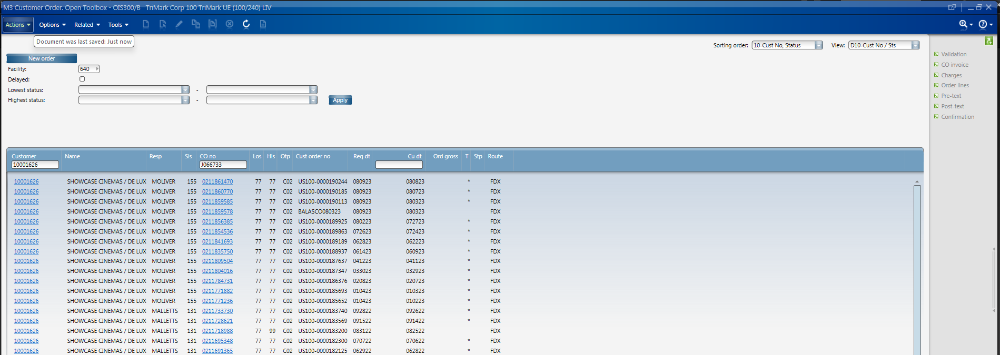 M3 Customer Order. Open Toolbox - OIS300/B   TriMark Corp 100 TriMark UE (100/240) LIV
Actions Options Related Tools
Document was last saved: Just now
Sorting order: 10-Cust No, Status View: D10-Cust No / Sts
New order
Facility: 640
Delayed:
Lowest status: -
Highest status: - Apply
Validation
CO invoice
Charges
Order lines
Pre-text
Post-text
Confirmation
Customer Name Resp Sls CO no Los His Otp Cust order no Req dt Cu dt Ord gross T Stp Route
10001626 J066733
10001626 SHOWCASE CINEMAS / DE LUX MOLIVER 155 0211861470 77 77 C02 US100-0000190244 080923 080823 * FDX
10001626 SHOWCASE CINEMAS / DE LUX MOLIVER 155 0211860770 77 77 C02 US100-0000190185 080923 080723 * FDX
10001626 SHOWCASE CINEMAS / DE LUX MOLIVER 155 0211859585 77 77 C02 US100-0000190113 080923 080323 * FDX
10001626 SHOWCASE CINEMAS / DE LUX MOLIVER 155 0211859578 77 77 C02 BALASCO080323 080923 080323 FDX
10001626 SHOWCASE CINEMAS / DE LUX MOLIVER 155 0211856385 77 77 C02 US100-0000189925 080223 072723 * FDX
10001626 SHOWCASE CINEMAS / DE LUX MOLIVER 155 0211854536 77 77 C02 US100-0000189863 072623 072423 * FDX
10001626 SHOWCASE CINEMAS / DE LUX MOLIVER 155 0211841693 77 77 C02 US100-0000189189 062823 062223 * FDX
10001626 SHOWCASE CINEMAS / DE LUX MOLIVER 155 0211835750 77 77 C02 US100-0000188937 061423 060923 * FDX
10001626 SHOWCASE CINEMAS / DE LUX MOLIVER 155 0211809504 77 77 C02 US100-0000187637 041223 041123 * FDX
10001626 SHOWCASE CINEMAS / DE LUX MOLIVER 155 0211804016 77 77 C02 US100-0000187347 033023 032923 * FDX
10001626 SHOWCASE CINEMAS / DE LUX MOLIVER 155 0211784731 77 77 C02 US100-0000186376 020823 020723 * FDX
10001626 SHOWCASE CINEMAS / DE LUX MOLIVER 155 0211771882 77 77 C02 US100-0000185693 010423 010323 * FDX
10001626 SHOWCASE CINEMAS / DE LUX MOLIVER 155 0211771236 77 77 C02 US100-0000185652 010423 010223 * FDX
10001626 SHOWCASE CINEMAS / DE LUX MALLETTS 131 0211733730 77 77 C02 US100-0000183740 092822 092622 * FDX
10001626 SHOWCASE CINEMAS / DE LUX MALLETTS 131 0211728621 77 77 C02 US100-0000183569 091522 091422 * FDX
10001626 SHOWCASE CINEMAS / DE LUX MALLETTS 131 0211718988 77 99 C02 US100-0000183200 083122 082522 FDX
10001626 SHOWCASE CINEMAS / DE LUX MALLETTS 131 0211695348 77 77 C02 US100-0000182300 070722 070622 * FDX
10001626 SHOWCASE CINEMAS / DE LUX MALLETTS 131 0211691365 77 77 C02 US100-0000182125 062922 062822 * FDX